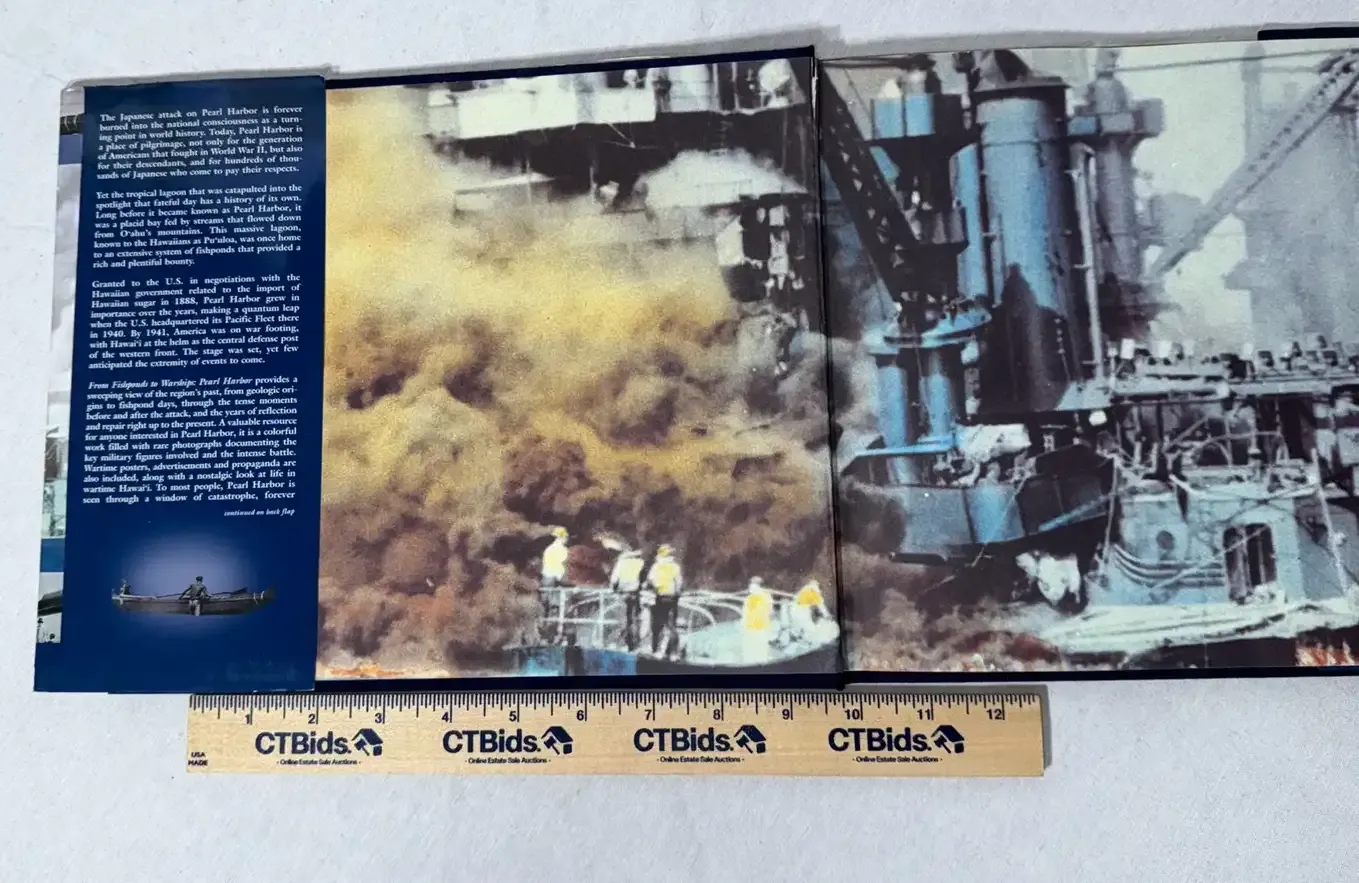 The Japanese attack on Pearl Harbor is forever
burned into the national consciousness as a turn-
ing point in world history. Today, Pearl Harbor is
a place of pilgrimage, not only for the generation
of Americans that fought in World War II, but also
for their descendants, and for hundreds of thou-
sands of Japanese who come to pay their respects.
Yet the tropical lagoon that was catapulted into the
spotlight that fateful day has a history of its own.
Long before it became known as Pearl Harbor, it
was a placid bay fed by streams that flowed down
from O‘ahu's mountains. This massive lagoon,
known to the Hawaiians as Pu‘uloa, was once home
to an extensive system of fishponds that provided a
rich and plentiful bounty.
Granted to the U.S. in negotiations with the
Hawaiian government related to the import of
Hawaiian sugar in 1888, Pearl Harbor grew in
importance over the years, making a quantum leap
when the U.S. headquartered its Pacific Fleet there
in 1940. By 1941, America was on war footing,
with Hawai‘i at the helm as the central defense post
of the western front. The stage was set, yet few
anticipated the extremity of events to come.
From Fishponds to Warships: Pearl Harbor provides a
sweeping view of the region's past, from geologic ori-
gins to fishpond days, through the tense moments
before and after the attack, and the years of reflection
and repair right up to the present. A valuable resource
for anyone interested in Pearl Harbor, it is a colorful
work filled with rare photographs documenting the
key military figures involved and the intense battle.
Wartime posters, advertisements and propaganda are
also included, along with a nostalgic look at life in
wartime Hawai‘i. To most people, Pearl Harbor is
seen through a window of catastrophe, forever
continued on back flap
1 2 3 4 5 6 7 8 9 10 11 12
USA
MADE
CTBids. CTBids. CTBids. CTBids.
- Online Estate Sale Auctions - - Online Estate Sale Auctions - - Online Estate Sale Auctions - - Online Estate Sale Auctions -